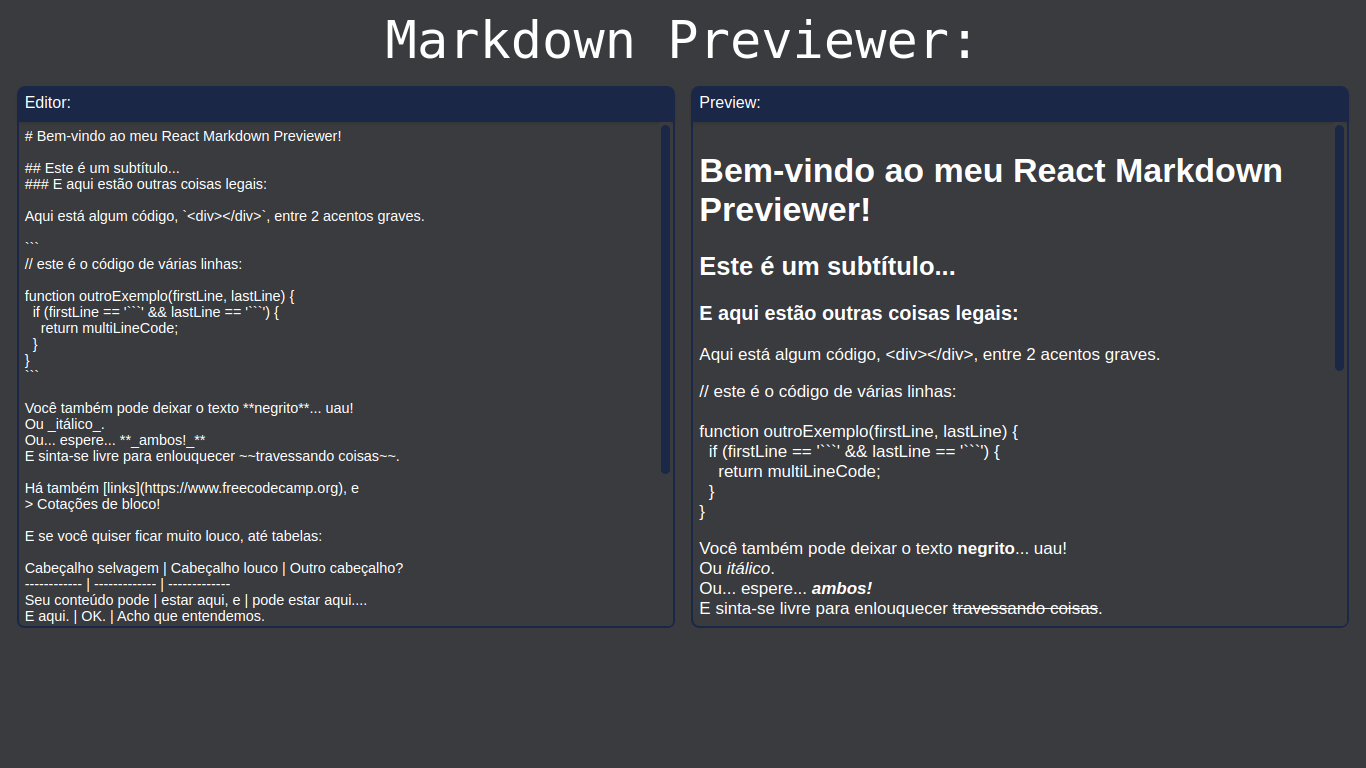 Markdown Previewer:
Editor:
# Bem-vindo ao meu React Markdown Previewer!
## Este é um subtítulo...
### E aqui estão outras coisas legais:
Aqui está algum código, `<div></div>`, entre 2 acentos graves.
```
// este é o código de várias linhas:
function outroExemplo(firstLine, lastLine) {
  if (firstLine == '```' && lastLine == '```') {
    return multiLineCode;
  }
}
```
Você também pode deixar o texto **negrito**... uau!
Ou _itálico_.
Ou... espere... **_ambos!_**
E sinta-se livre para enlouquecer ~~travessando coisas~~.
Há também [links](https://www.freecodecamp.org), e
> Cotações de bloco!
E se você quiser ficar muito louco, até tabelas:
Cabeçalho selvagem | Cabeçalho louco | Outro cabeçalho?
------------ | ------------- | -------------
Seu conteúdo pode | estar aqui, e | pode estar aqui....
E aqui. | OK. | Acho que entendemos.
Preview:
Bem-vindo ao meu React Markdown
Previewer!
Este é um subtítulo...
E aqui estão outras coisas legais:
Aqui está algum código, <div></div>, entre 2 acentos graves.
// este é o código de várias linhas:
function outroExemplo(firstLine, lastLine) {
  if (firstLine == '```' && lastLine == '```') {
    return multiLineCode;
  }
}
Você também pode deixar o texto negrito... uau!
Ou itálico.
Ou... espere... ambos!
E sinta-se livre para enlouquecer travessando coisas.